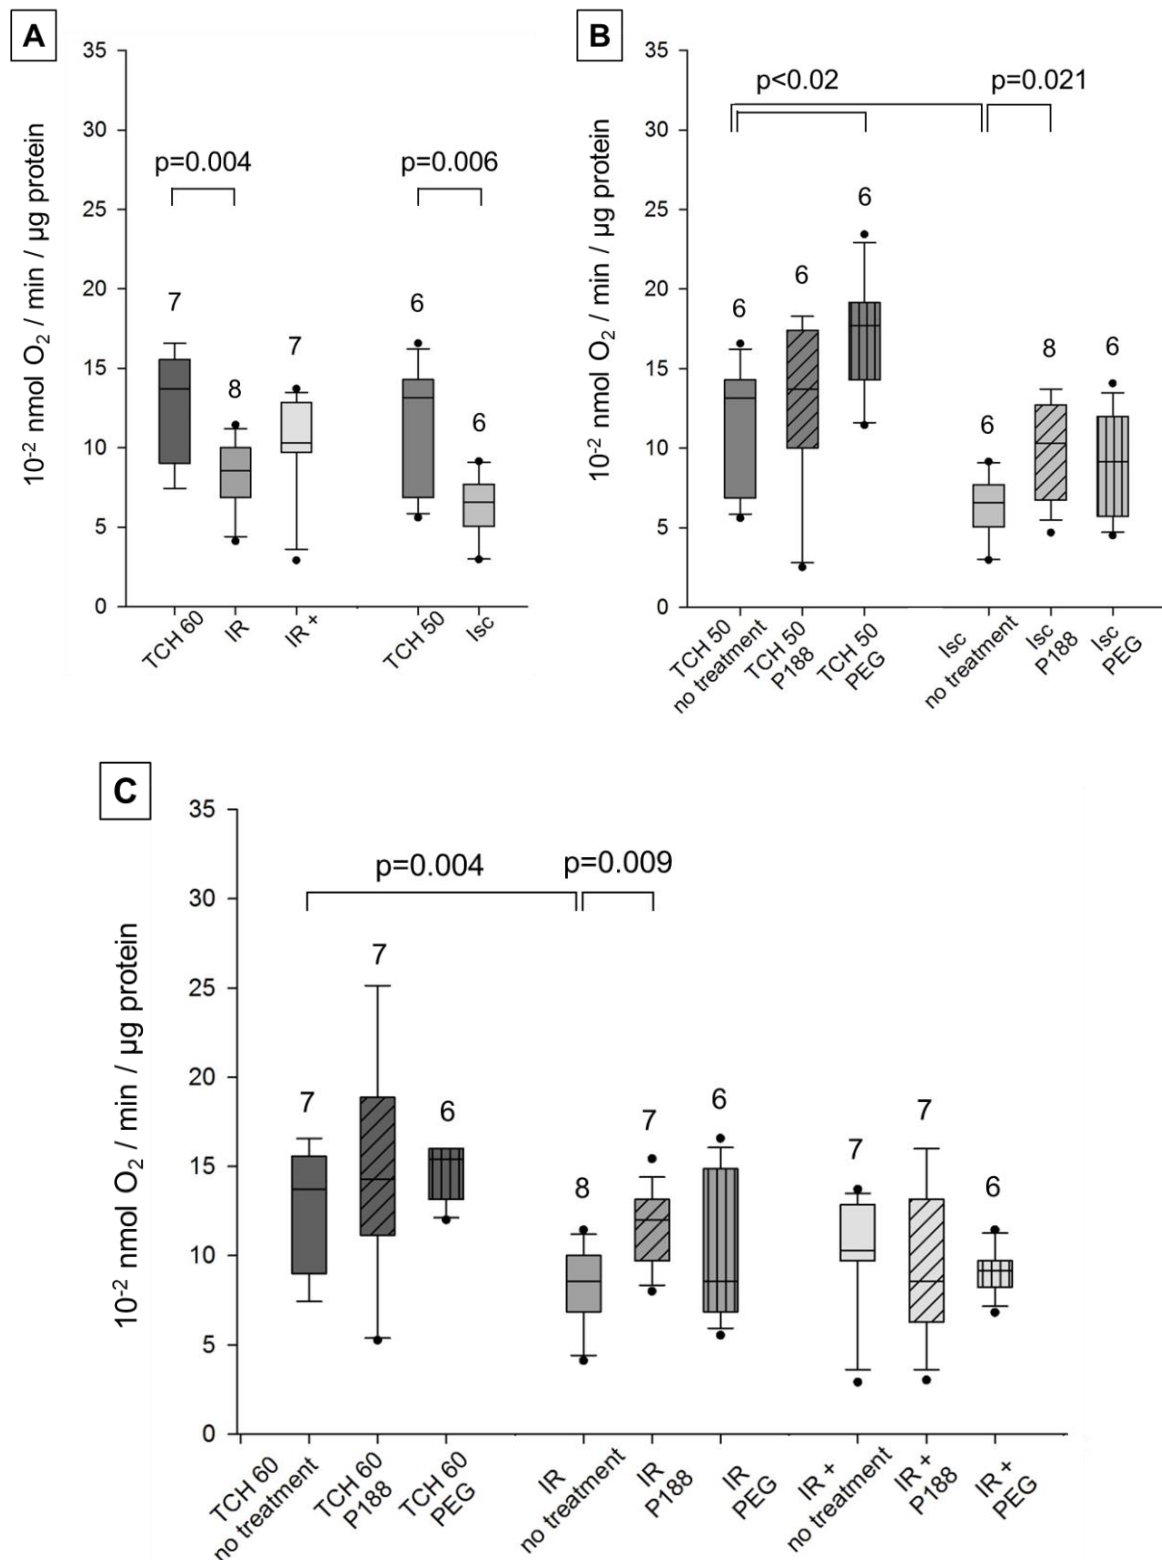 A
35
30
25
20
15
10
5
0
10-2 nmol O2 / min / µg protein
p=0.004
p=0.006
7
8
7
6
6
TCH 60
IR
IR +
TCH 50
Isc
B
35
30
25
20
15
10
5
0
10-2 nmol O2 / min / µg protein
p<0.02
p=0.021
6
6
6
6
8
6
TCH 50
no treatment
TCH 50
P188
TCH 50
PEG
Isc
no treatment
Isc
P188
Isc
PEG
C
35
30
25
20
15
10
5
0
10-2 nmol O2 / min / µg protein
p=0.004
p=0.009
7
7
6
8
7
6
7
7
6
TCH 60
no treatment
TCH 60
P188
TCH 60
PEG
IR
no treatment
IR
P188
IR
PEG
IR +
no treatment
IR +
P188
IR +
PEG